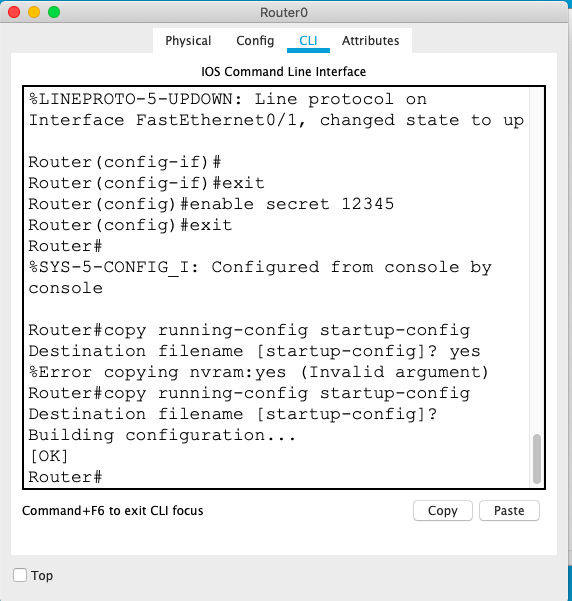 Router0
Physical Config CLI Attributes
IOS Command Line Interface
%LINEPROTO-5-UPDOWN: Line protocol on
Interface FastEthernet0/1, changed state to up
Router(config-if)#
Router(config-if)#exit
Router(config)#enable secret 12345
Router(config)#exit
Router#
%SYS-5-CONFIG_I: Configured from console by
console
Router#copy running-config startup-config
Destination filename [startup-config]? yes
%Error copying nvram:yes (Invalid argument)
Router#copy running-config startup-config
Destination filename [startup-config]?
Building configuration...
[OK]
Router#
Command+F6 to exit CLI focus Copy Paste
Top